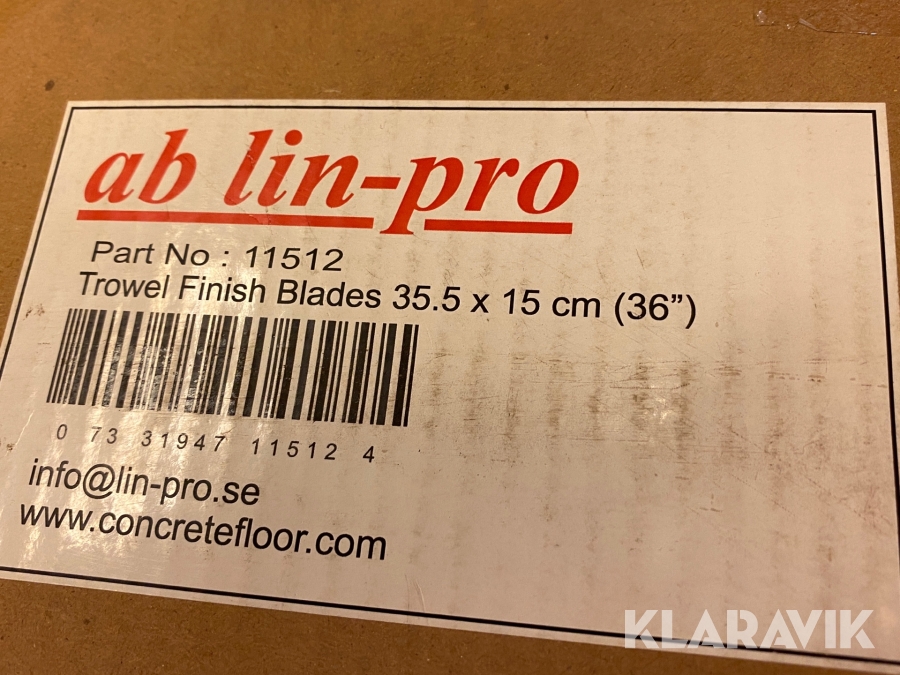 ab lin-pro
Part No : 11512
Trowel Finish Blades 35.5 x 15 cm (36”)
0 73 31947 11512 4
info@lin-pro.se
www.concretefloor.com
KLARAVIK